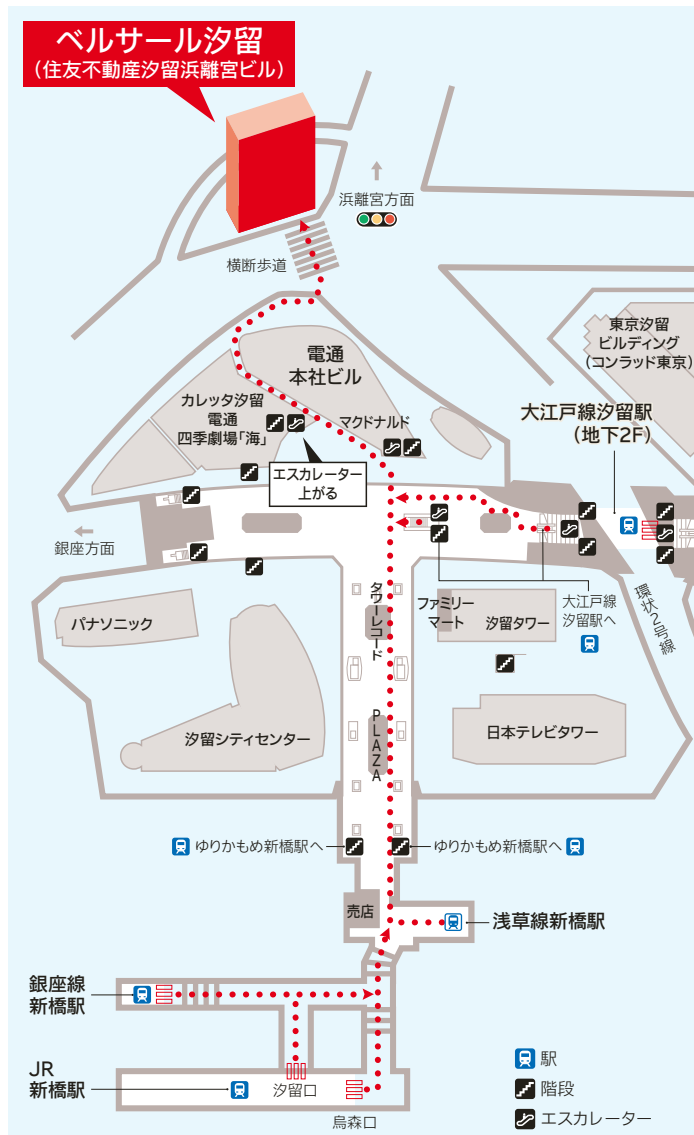 ベルサール汐留
（住友不動産汐留浜離宮ビル）
浜離宮方面
横断歩道
電通
本社ビル
東京汐留
ビルディング
（コンラッド東京）
カレッタ汐留
電通
四季劇場「海」
マクドナルド
大江戸線汐留駅
（地下2F）
エスカレーター
上がる
銀座方面
タワーレコード
ファミリー
マート
汐留タワー
大江戸線
汐留駅へ
環状2号線
パナソニック
汐留シティセンター
PLAZA
日本テレビタワー
ゆりかもめ新橋駅へ
ゆりかもめ新橋駅へ
売店
浅草線新橋駅
銀座線
新橋駅
JR
新橋駅
汐留口
烏森口
駅
階段
エスカレーター